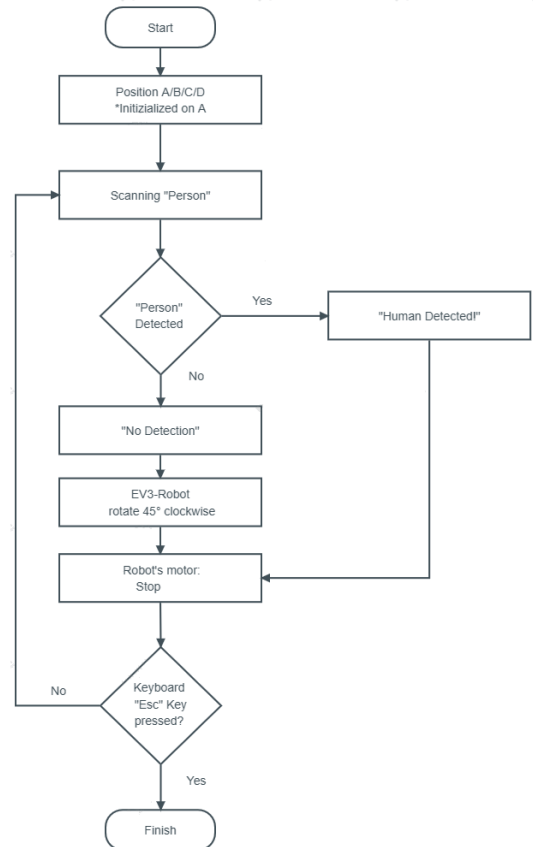 Start
Position A/B/C/D
*Initizialized on A
Scanning "Person"
"Person"
Detected
Yes
"Human Detected!"
No
"No Detection"
EV3-Robot
rotate 45° clockwise
Robot's motor:
Stop
Keyboard
"Esc" Key
pressed?
No
Yes
Finish